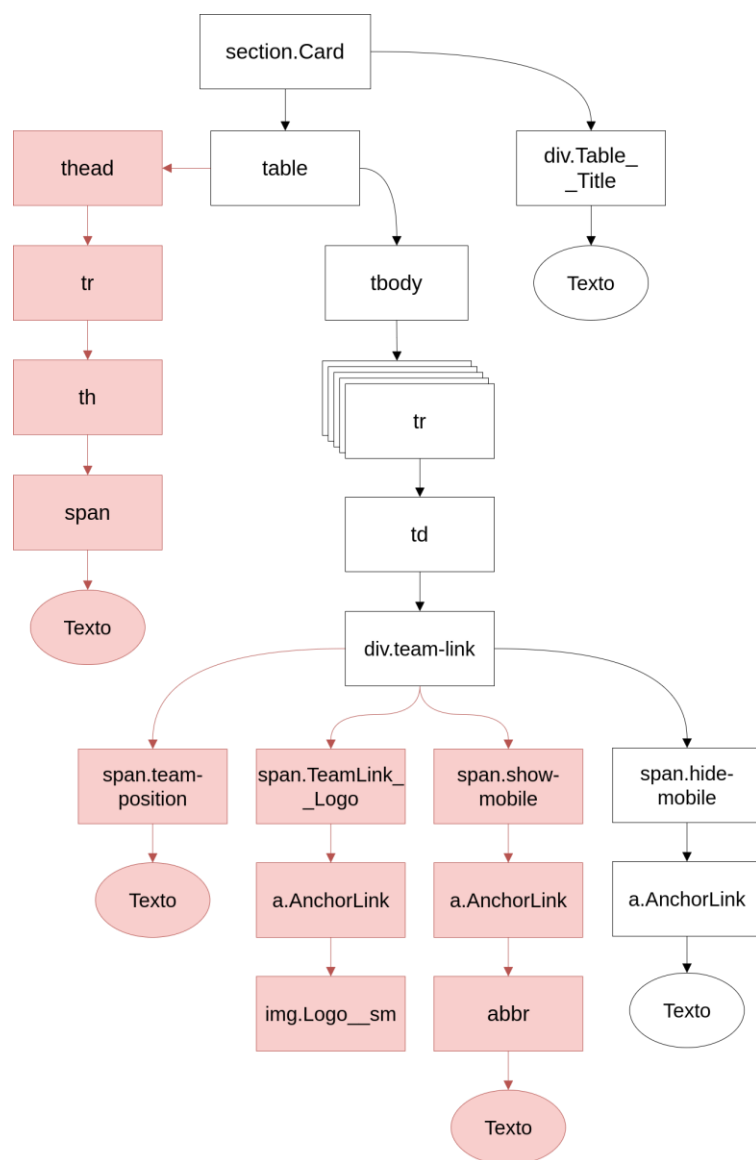 section.Card
thead
table
div.Table_
_Title
tr
tbody
Texto
th
tr
span
td
Texto
div.team-link
span.team-
position
span.TeamLink_
_Logo
span.show-
mobile
span.hide-
mobile
Texto
a.AnchorLink
a.AnchorLink
a.AnchorLink
img.Logo__sm
abbr
Texto
Texto